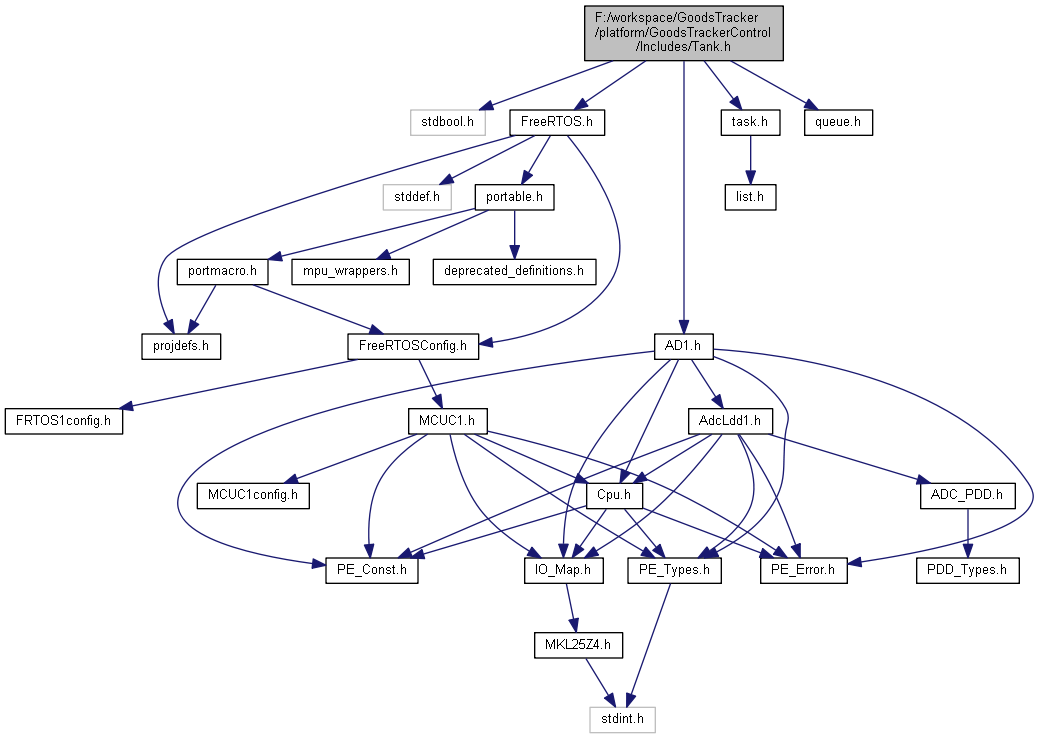 F:/workspace/GoodsTracker
/platform/GoodsTrackerControl
/Includes/Tank.h
stdbool.h
FreeRTOS.h
task.h
queue.h
stddef.h
portable.h
list.h
portmacro.h
mpu_wrappers.h
deprecated_definitions.h
projdefs.h
FreeRTOSConfig.h
AD1.h
FRTOS1config.h
MCUC1.h
AdcLdd1.h
MCUC1config.h
Cpu.h
ADC_PDD.h
PE_Const.h
IO_Map.h
PE_Types.h
PE_Error.h
PDD_Types.h
MKL25Z4.h
stdint.h